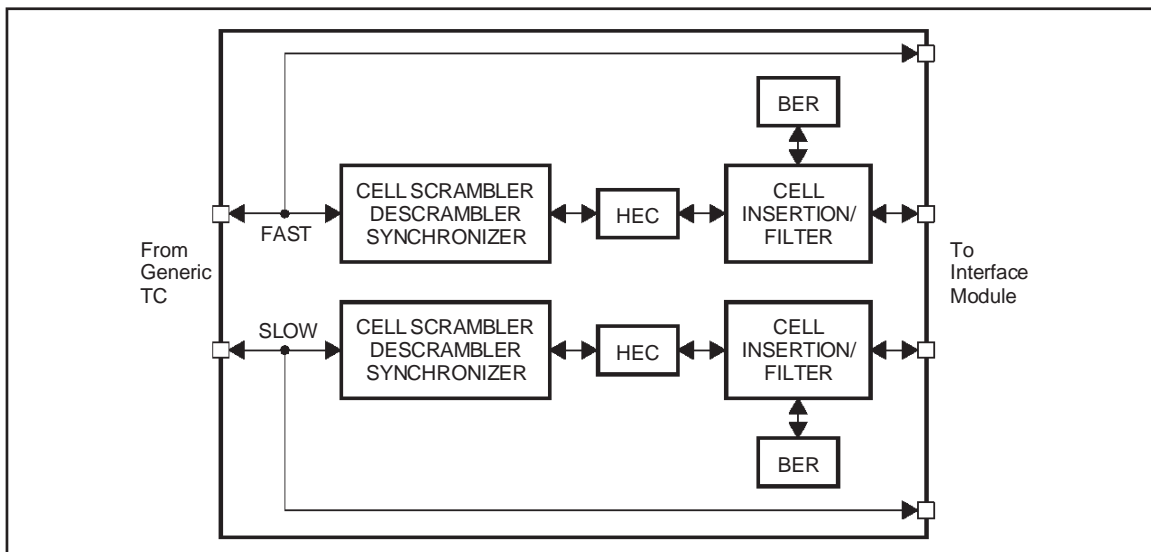 BER
CELL SCRAMBLER
DESCRAMBLER
SYNCHRONIZER
HEC
CELL
INSERTION/
FILTER
FAST
From
Generic
TC
To
Interface
Module
SLOW
CELL SCRAMBLER
DESCRAMBLER
SYNCHRONIZER
HEC
CELL
INSERTION/
FILTER
BER